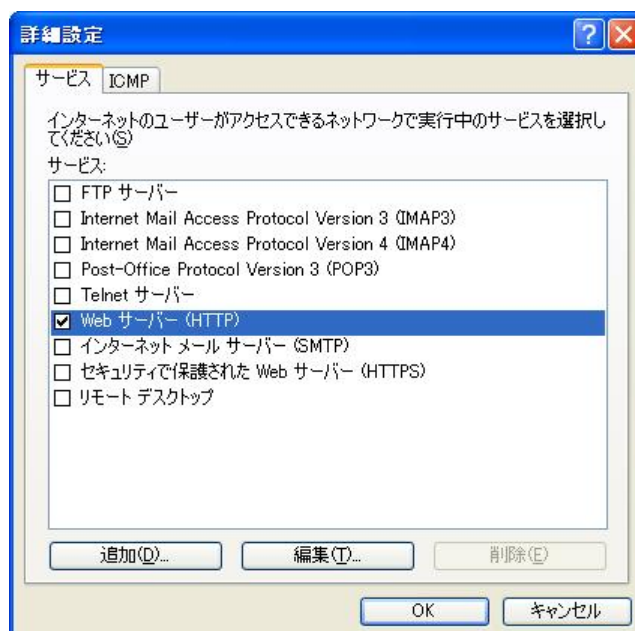 詳細設定
サービス
ICMP
インターネットのユーザーがアクセスできるネットワークで実行中のサービスを選択し
てください(S)
サービス:
FTP サーバー
Internet Mail Access Protocol Version 3 (IMAP3)
Internet Mail Access Protocol Version 4 (IMAP4)
Post-Office Protocol Version 3 (POP3)
Telnet サーバー
Web サーバー (HTTP)
インターネット メール サーバー (SMTP)
セキュリティで保護された Web サーバー (HTTPS)
リモート デスクトップ
追加(D)...
編集(T)...
削除(E)
OK
キャンセル